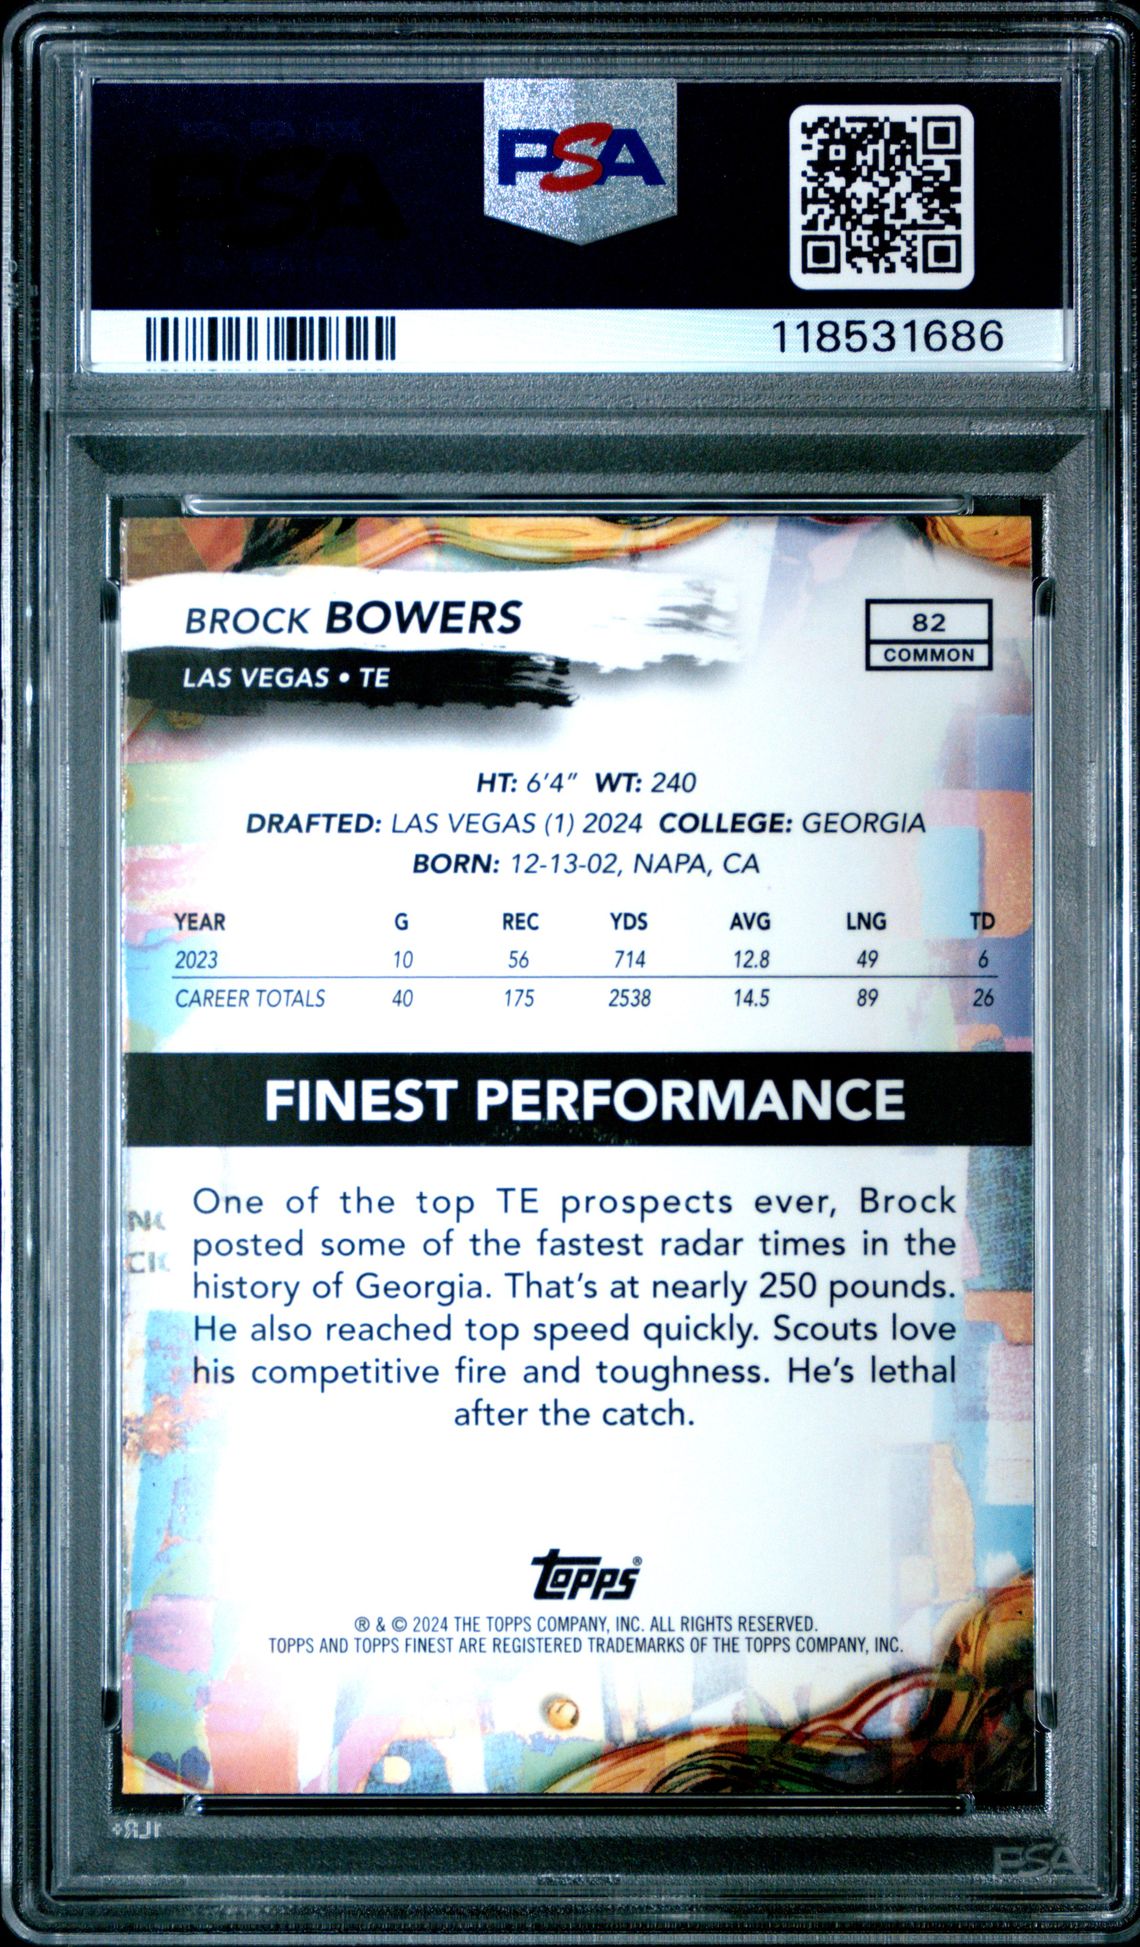 PSA
118531686
BROCK BOWERS
82
COMMON
LAS VEGAS • TE
HT: 6'4" WT: 240
DRAFTED: LAS VEGAS (1) 2024 COLLEGE: GEORGIA
BORN: 12-13-02, NAPA, CA
YEAR G REC YDS AVG LNG TD
2023 10 56 714 12.8 49 6
CAREER TOTALS 40 175 2538 14.5 89 26
FINEST PERFORMANCE
One of the top TE prospects ever, Brock
posted some of the fastest radar times in the
history of Georgia. That's at nearly 250 pounds.
He also reached top speed quickly. Scouts love
his competitive fire and toughness. He's lethal
after the catch.
topps®
® & © 2024 THE TOPPS COMPANY, INC. ALL RIGHTS RESERVED.
TOPPS AND TOPPS FINEST ARE REGISTERED TRADEMARKS OF THE TOPPS COMPANY, INC.
PSA